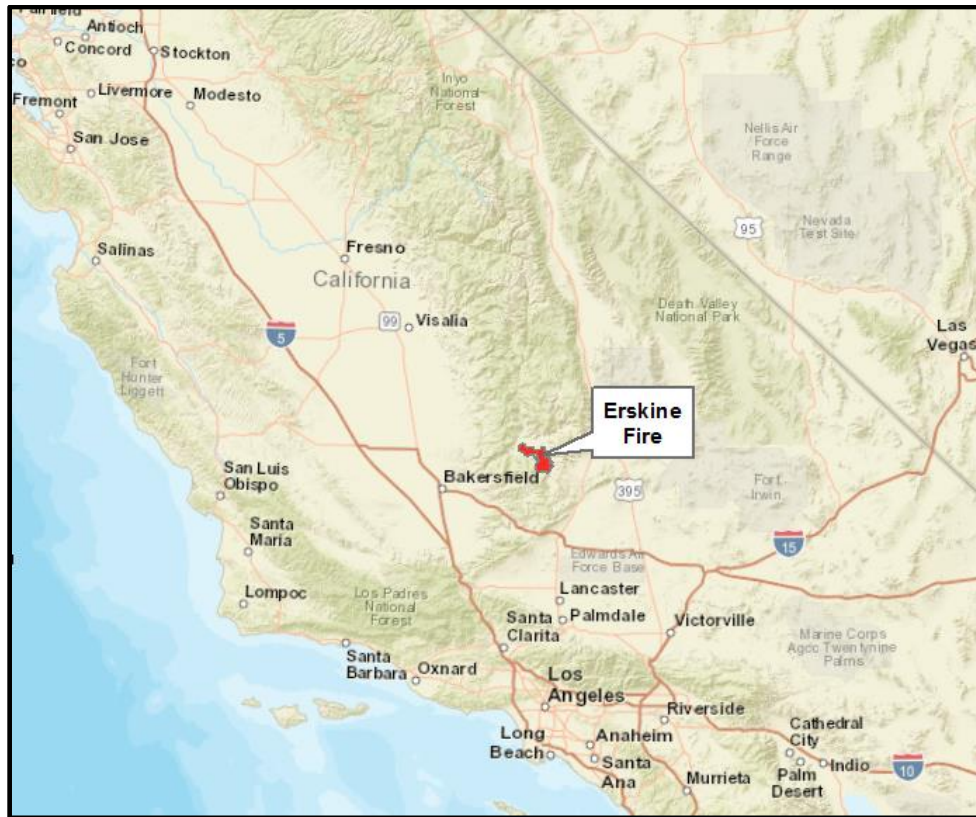 Antioch
Concord
Stockton
Livermore
Modesto
Fremont
San Jose
Inyo
National
Forest
Nellis Air
Force
Range
95
Nevada
Test Site
Salinas
Fresno
California
99
Visalia
5
Death Valley
National Park
Las
Vegas
Fort
Hunter
Liggett
Erskine
Fire
San Luis
Obispo
Bakersfield
395
Fort
Irwin
Santa
Maria
15
Edwards Air
Force Base
Lompoc
Los Padres
National
Forest
Lancaster
Palmdale
Santa
Clarita
Victorville
Marine Corps
Agcc Twentynine
Palms
Santa
Barbara
Oxnard
Los
Angeles
Riverside
Long
Beach
Anaheim
Santa
Ana
Cathedral
City
Palm
Desert
Indio
10
Murrieta